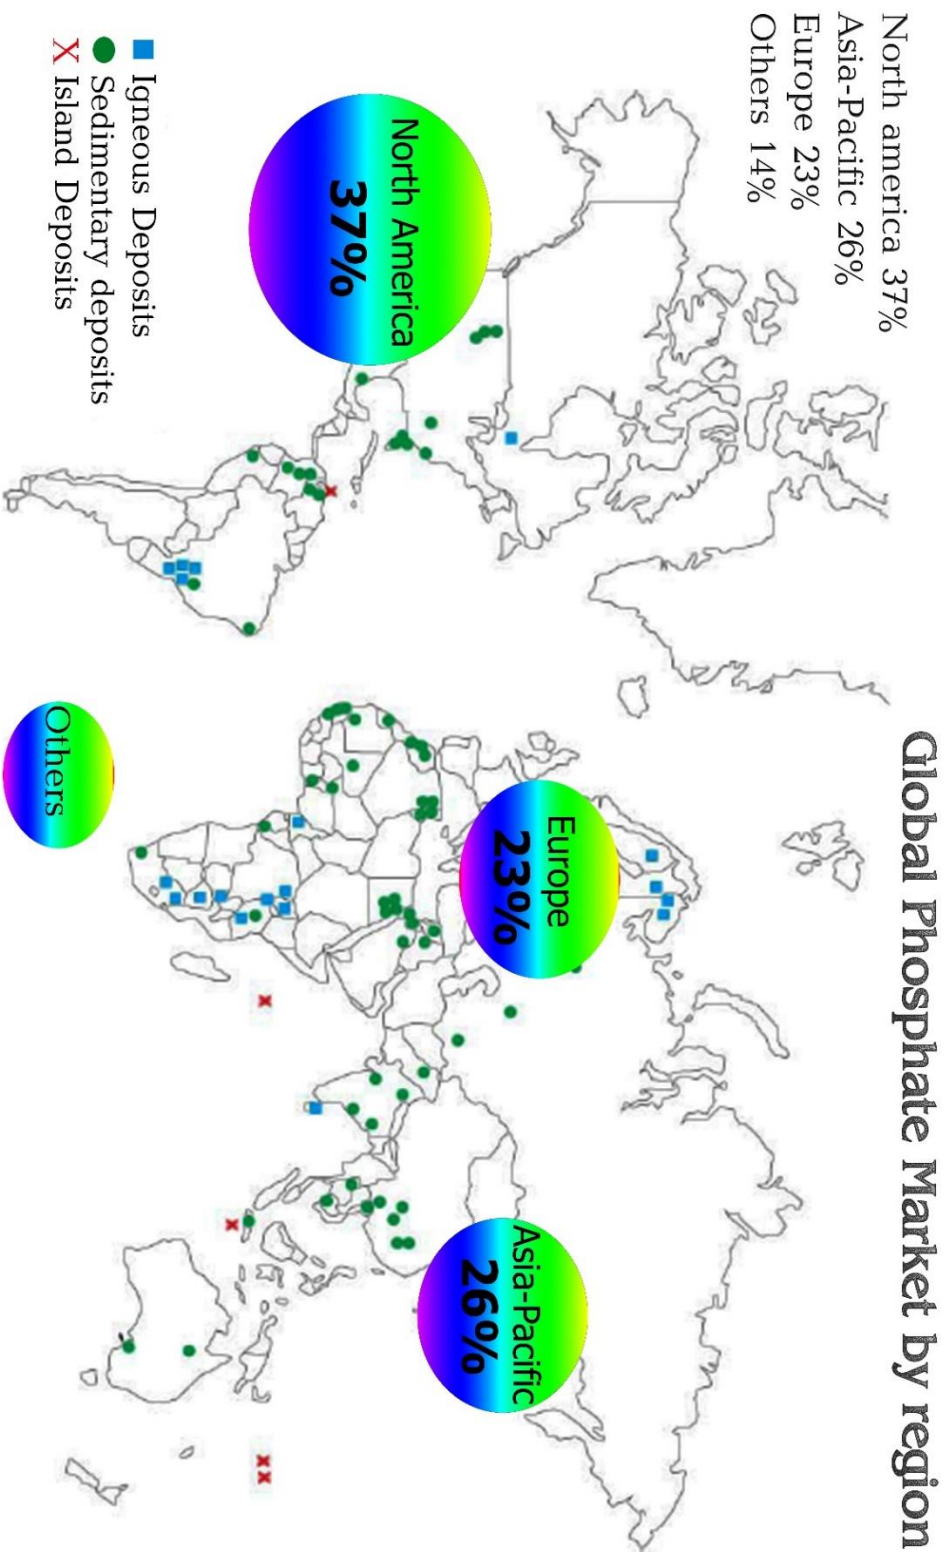 Global Phosphate Market by region
North america 37%
Asia-Pacific 26%
Europe 23%
Others 14%
North America
37%
Europe
23%
Asia-Pacific
26%
Others
Igneous Deposits
Sedimentary deposits
X Island Deposits